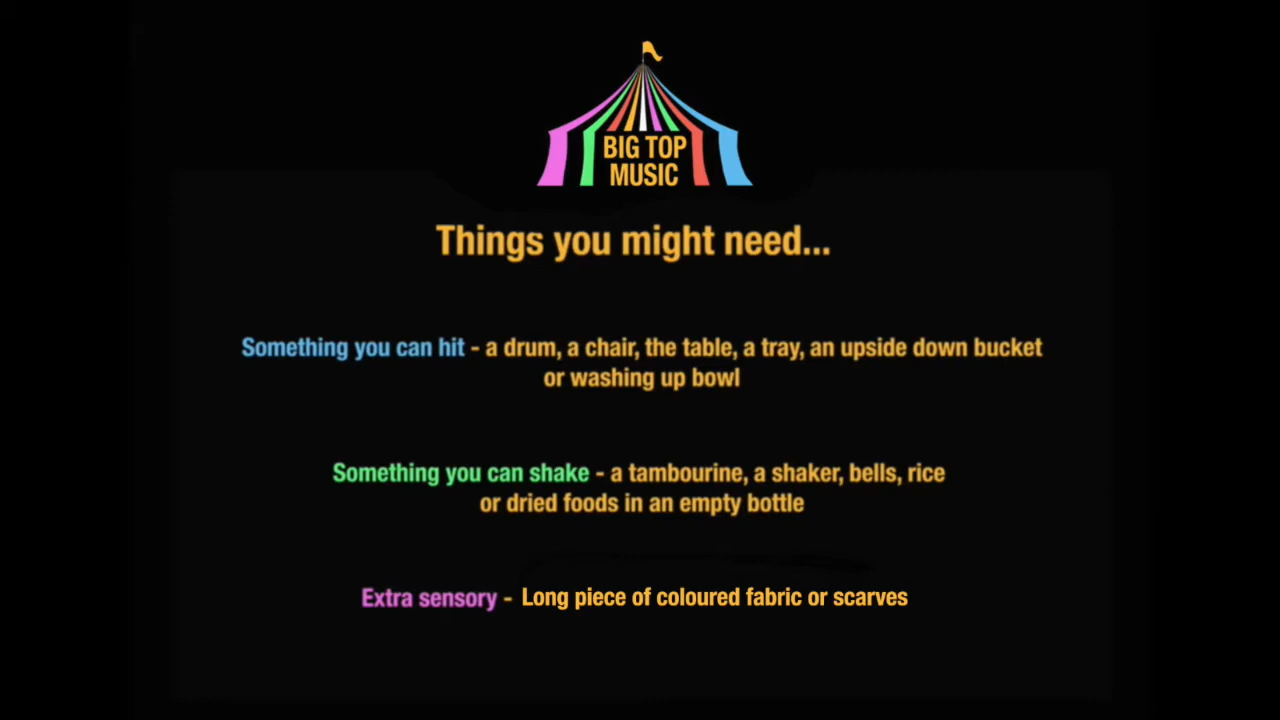 BIG TOP
MUSIC
Things you might need...
Something you can hit - a drum, a chair, the table, a tray, an upside down bucket
or washing up bowl
Something you can shake - a tambourine, a shaker, bells, rice
or dried foods in an empty bottle
Extra sensory - Long piece of coloured fabric or scarves